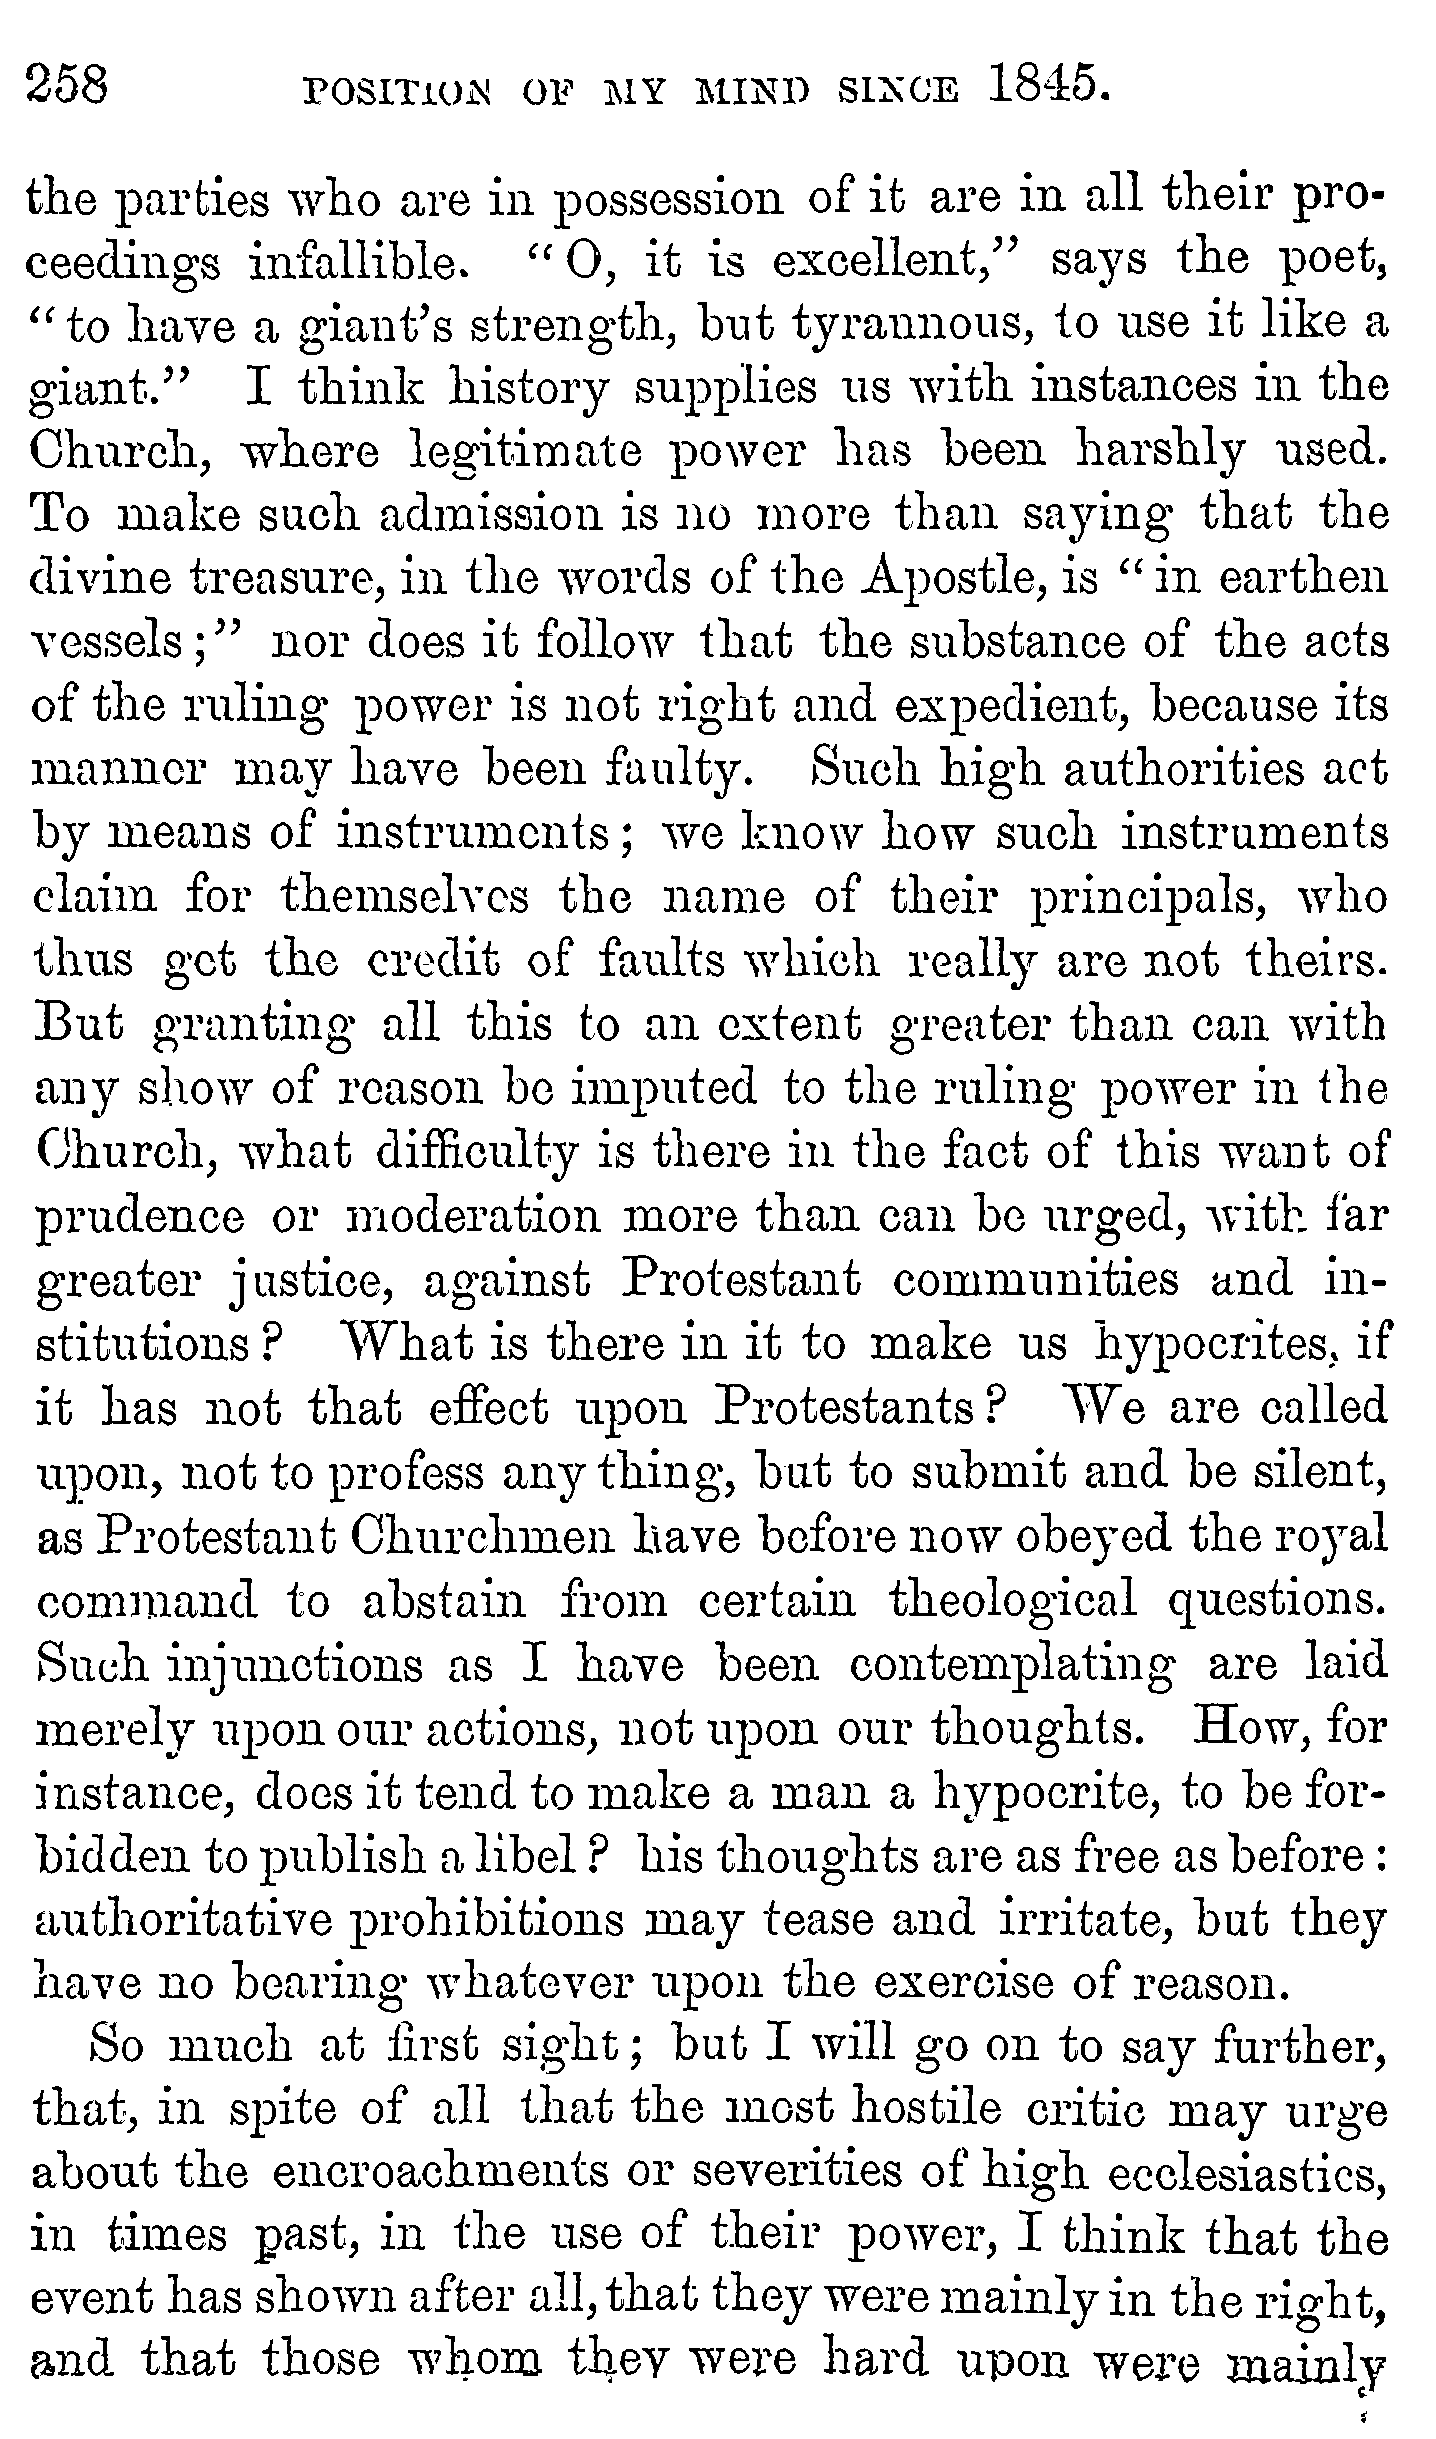 258 POSITION OF MY MIND SINCE 1845.
the parties who are in possession of it are in all their pro-
ceedings infallible. “O, it is excellent,” says the poet,
“to have a giant’s strength, but tyrannous, to use it like a
giant.” I think history supplies us with instances in the
Church, where legitimate power has been harshly used.
To make such admission is no more than saying that the
divine treasure, in the words of the Apostle, is “in earthen
vessels;” nor does it follow that the substance of the acts
of the ruling power is not right and expedient, because its
manner may have been faulty. Such high authorities act
by means of instruments; we know how such instruments
claim for themselves the name of their principals, who
thus get the credit of faults which really are not theirs.
But granting all this to an extent greater than can with
any show of reason be imputed to the ruling power in the
Church, what difficulty is there in the fact of this want of
prudence or moderation more than can be urged, with far
greater justice, against Protestant communities and in-
stitutions? What is there in it to make us hypocrites, if
it has not that effect upon Protestants? We are called
upon, not to profess any thing, but to submit and be silent,
as Protestant Churchmen have before now obeyed the royal
command to abstain from certain theological questions.
Such injunctions as I have been contemplating are laid
merely upon our actions, not upon our thoughts. How, for
instance, does it tend to make a man a hypocrite, to be for-
bidden to publish a libel? his thoughts are as free as before:
authoritative prohibitions may tease and irritate, but they
have no bearing whatever upon the exercise of reason.
So much at first sight; but I will go on to say further,
that, in spite of all that the most hostile critic may urge
about the encroachments or severities of high ecclesiastics,
in times past, in the use of their power, I think that the
event has shown after all, that they were mainly in the right,
and that those whom they were hard upon were mainly